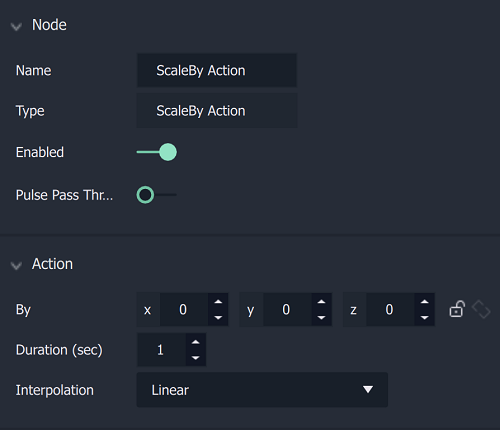 Node
Name ScaleBy Action
Type ScaleBy Action
Enabled
Pulse Pass Thr...
Action
By x 0 y 0 z 0
Duration (sec) 1
Interpolation Linear